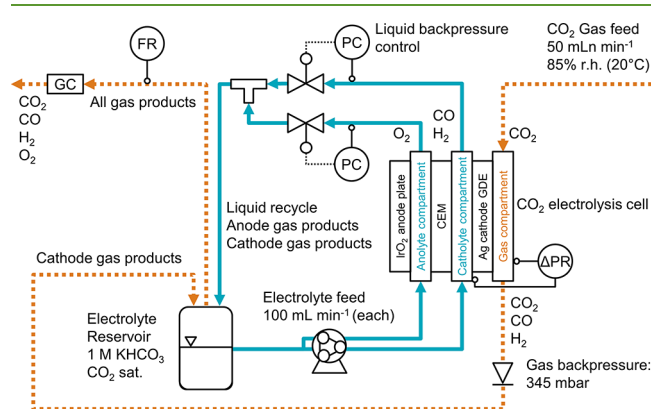 FR
PC
Liquid backpressure
control
CO₂ Gas feed
50 mLn min⁻¹
85% r.h. (20°C)
GC
All gas products
CO₂
CO
H₂
O₂
PC
O₂
CO
H₂
CO₂
IrO₂ anode plate
Anolyte compartment
CEM
Catholyte compartment
Ag cathode GDE
Gas compartment
CO₂ electrolysis cell
Liquid recycle
Anode gas products
Cathode gas products
ΔPR
Cathode gas products
Electrolyte feed
100 mL min⁻¹ (each)
CO₂
CO
H₂
Electrolyte
Reservoir
1 M KHCO₃
CO₂ sat.
Gas backpressure:
345 mbar